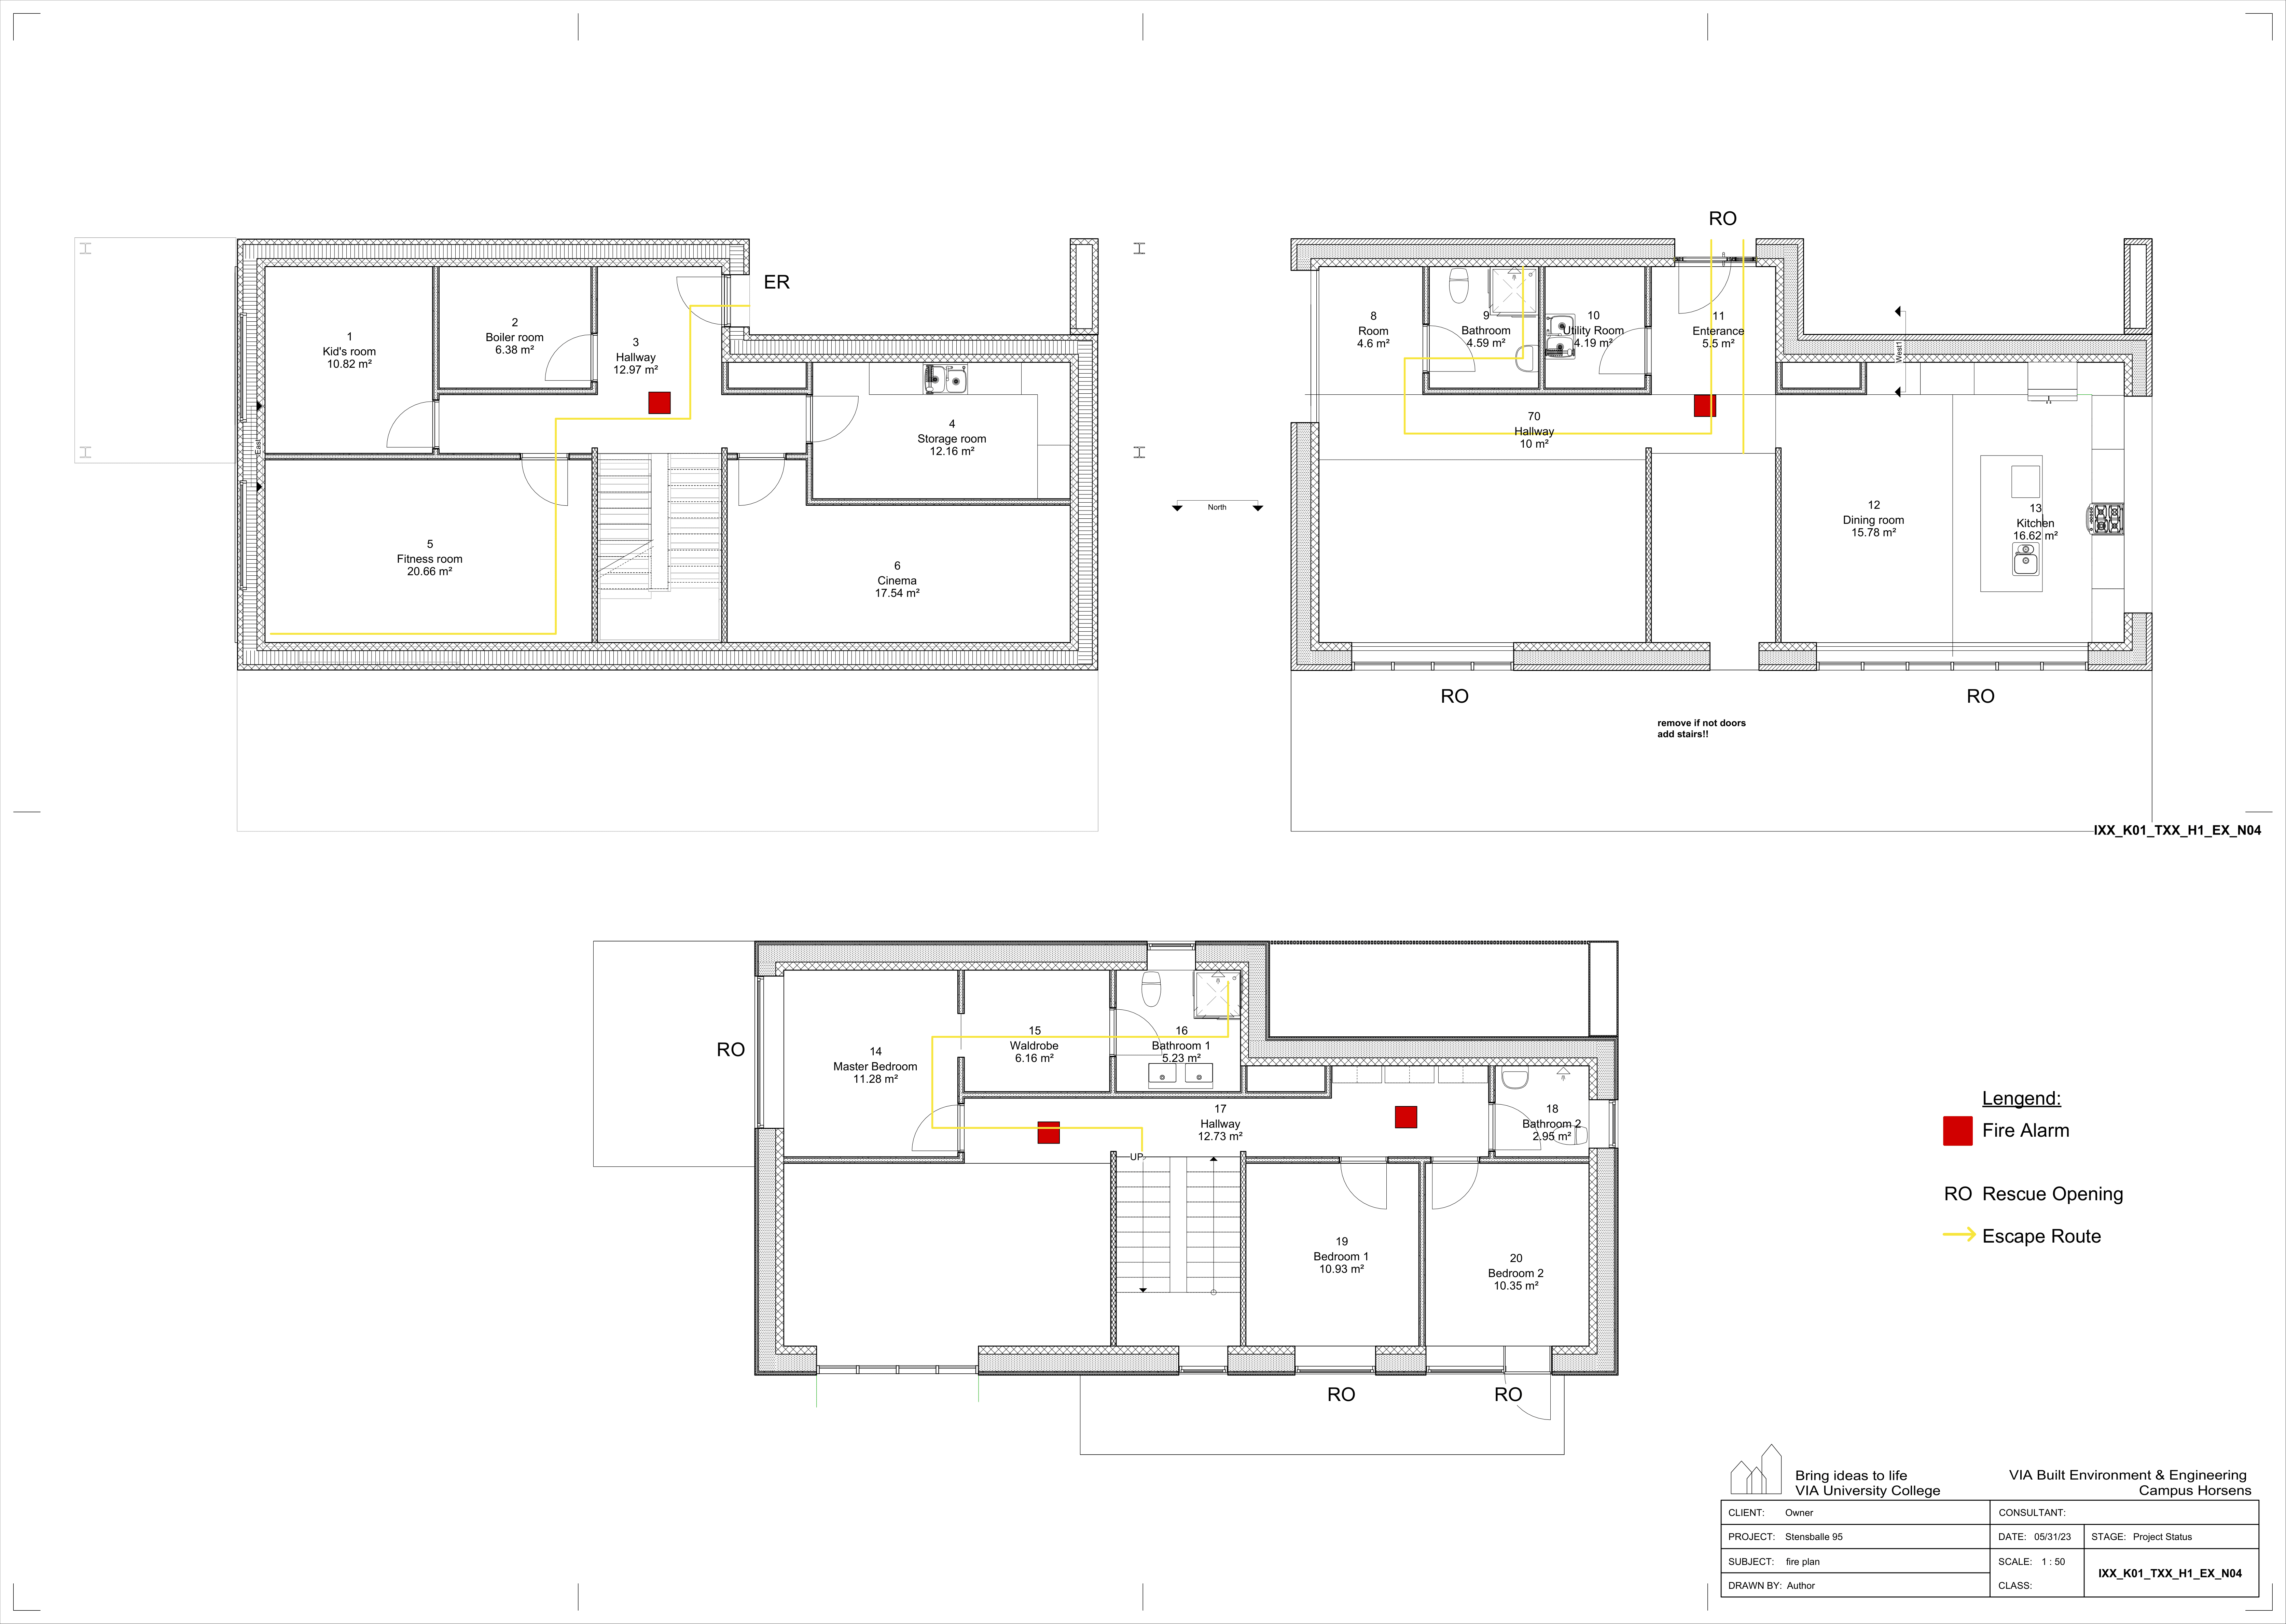 RO
ER
1
Kid's room
10.82 m²
2
Boiler room
6.38 m²
3
Hallway
12.97 m²
4
Storage room
12.16 m²
5
Fitness room
20.66 m²
6
Cinema
17.54 m²
East
North
8
Room
4.6 m²
9
Bathroom
4.59 m²
10
Utility Room
4.19 m²
11
Entrance
5.5 m²
West1
70
Hallway
10 m²
12
Dining room
15.78 m²
13
Kitchen
16.62 m²
RO
RO
remove if not doors
add stairs!!
IXX_K01_TXX_H1_EX_N04
RO
14
Master Bedroom
11.28 m²
15
Waldrobe
6.16 m²
16
Bathroom 1
5.23 m²
17
Hallway
12.73 m²
18
Bathroom 2
2.95 m²
UP
19
Bedroom 1
10.93 m²
20
Bedroom 2
10.35 m²
RO
RO
Lengend:
Fire Alarm
RO Rescue Opening
Escape Route
Bring ideas to life
VIA University College
VIA Built Environment & Engineering
Campus Horsens
CLIENT: Owner
CONSULTANT:
PROJECT: Stensballe 95
DATE: 05/31/23
STAGE: Project Status
SUBJECT: fire plan
SCALE: 1 : 50
IXX_K01_TXX_H1_EX_N04
DRAWN BY: Author
CLASS: